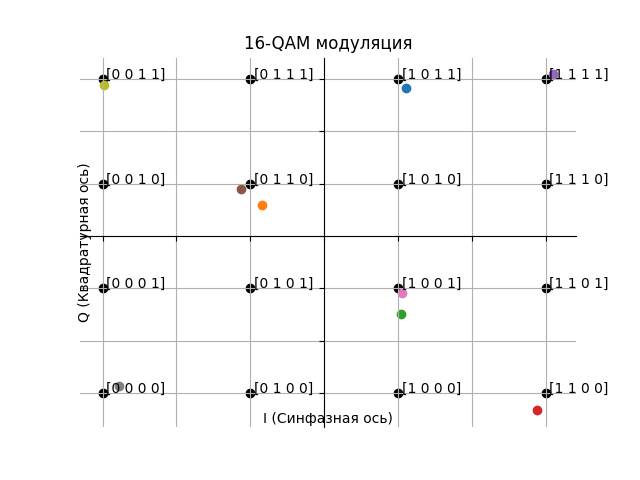 16-QAM модуляция
[0 0 1 1] [0 1 1 1] [1 0 1 1] [1 1 1 1]
[0 0 1 0] [0 1 1 0] [1 0 1 0] [1 1 1 0]
[0 0 0 1] [0 1 0 1] [1 0 0 1] [1 1 0 1]
[0 0 0 0] [0 1 0 0] [1 0 0 0] [1 1 0 0]
I (Синфазная ось)
Q (Квадратурная ось)